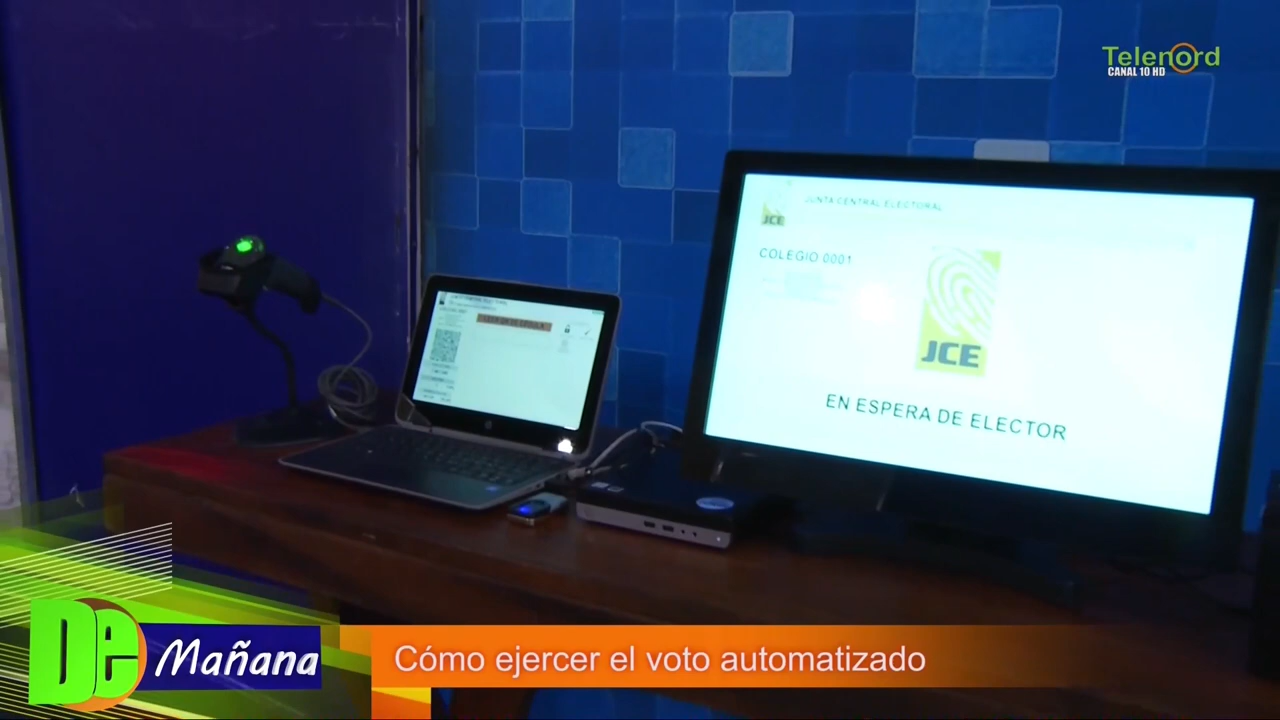 Telenord
CANAL 10 HD
JCE
JUNTA CENTRAL ELECTORAL
COLEGIO 0001
JCE
EN ESPERA DE ELECTOR
De Mañana
Cómo ejercer el voto automatizado